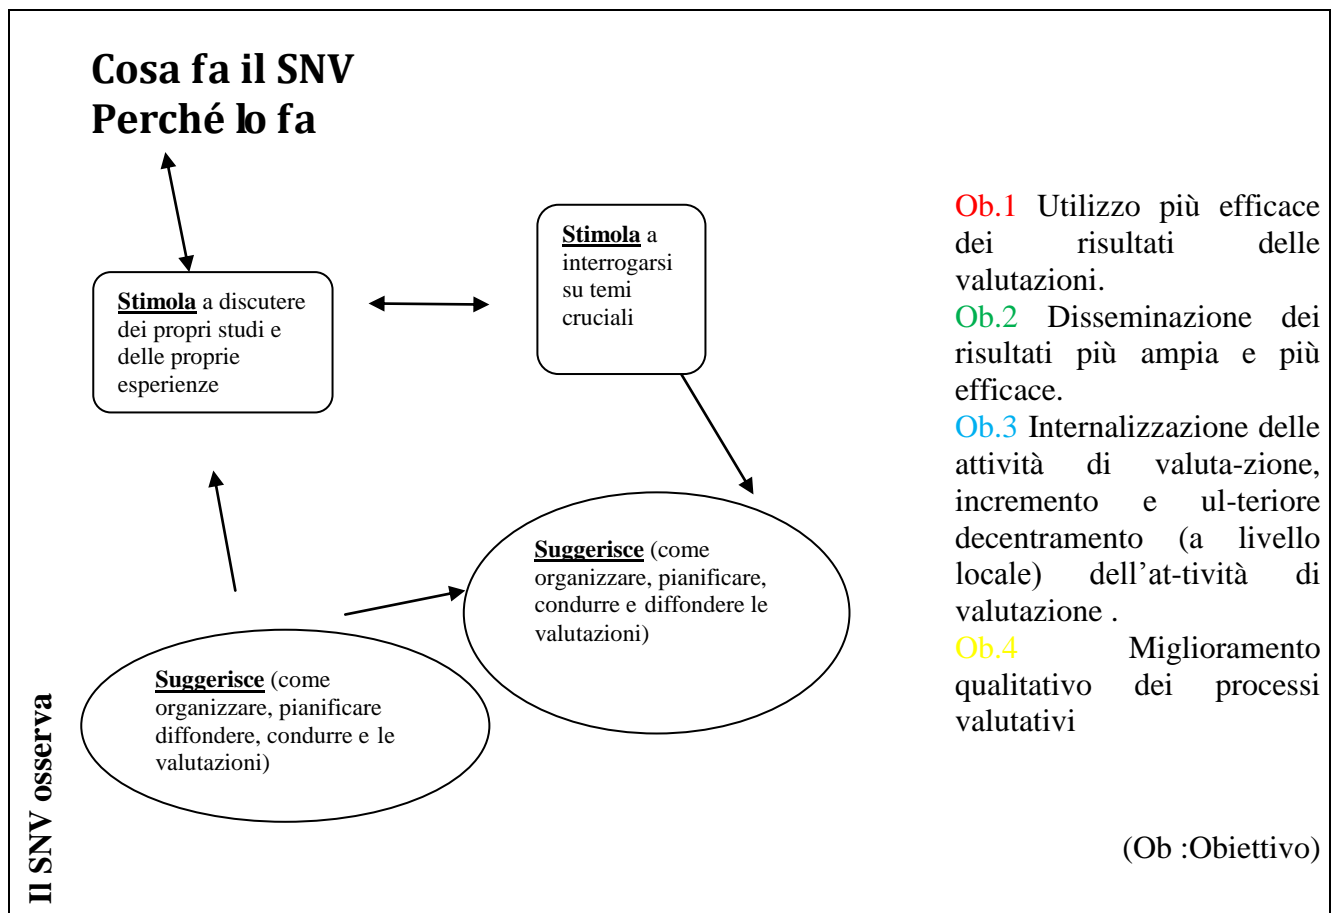 Cosa fa il SNV
Perché lo fa
Stimola a discutere
dei propri studi e
delle proprie
esperienze
Stimola a
interrogarsi
su temi
cruciali
Suggerisce (come
organizzare, pianificare,
condurre e diffondere le
valutazioni)
Suggerisce (come
organizzare, pianificare
diffondere, condurre e le
valutazioni)
Il SNV osserva
Ob.1 Utilizzo più efficace
dei risultati delle
valutazioni.
Ob.2 Disseminazione dei
risultati più ampia e più
efficace.
Ob.3 Internalizzazione delle
attività di valuta-zione,
incremento e ul-teriore
decentramento (a livello
locale) dell'at-tività di
valutazione .
Ob.4 Miglioramento
qualitativo dei processi
valutativi
(Ob :Obiettivo)